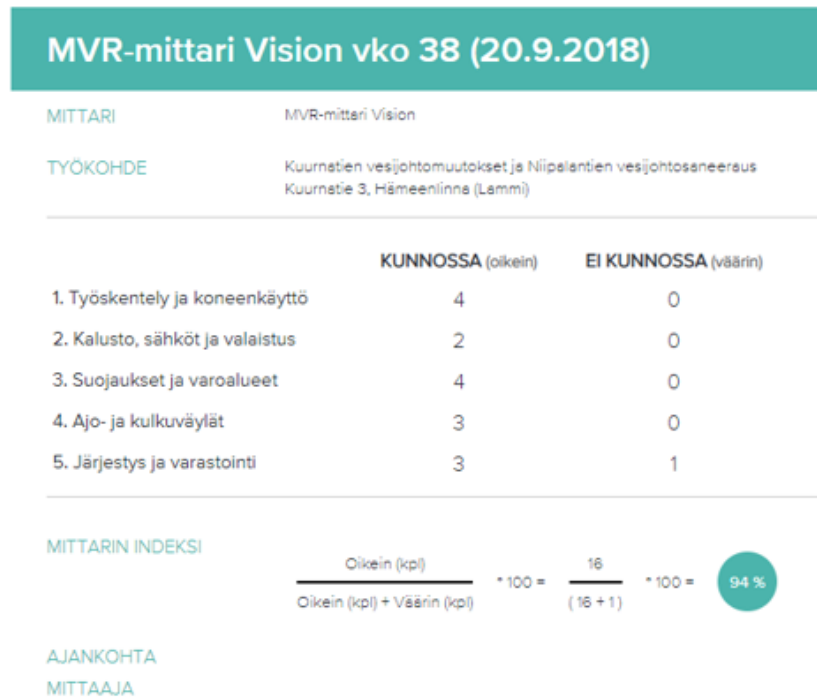 MVR-mittari Vision vko 38 (20.9.2018)
MITTARI MVR-mittari Vision
TYÖKOHDE Kuurnatien vesijohtomuutokset ja Niipalantien vesijohtosaneeraus
Kuurnatie 3, Hämeenlinna (Lammi)
KUNNOSSA (oikein) EI KUNNOSSA (väärin)
1. Työskentely ja koneenkäyttö 4 0
2. Kalusto, sähköt ja valaistus 2 0
3. Suojaukset ja varoalueet 4 0
4. Ajo- ja kulkuväylät 3 0
5. Järjestys ja varastointi 3 1
MITTARIN INDEKSI
Oikein (kpl) 16
* 100 = * 100 = 94 %
Oikein (kpl) + Väärin (kpl) ( 16 + 1 )
AJANKOHTA
MITTAAJA